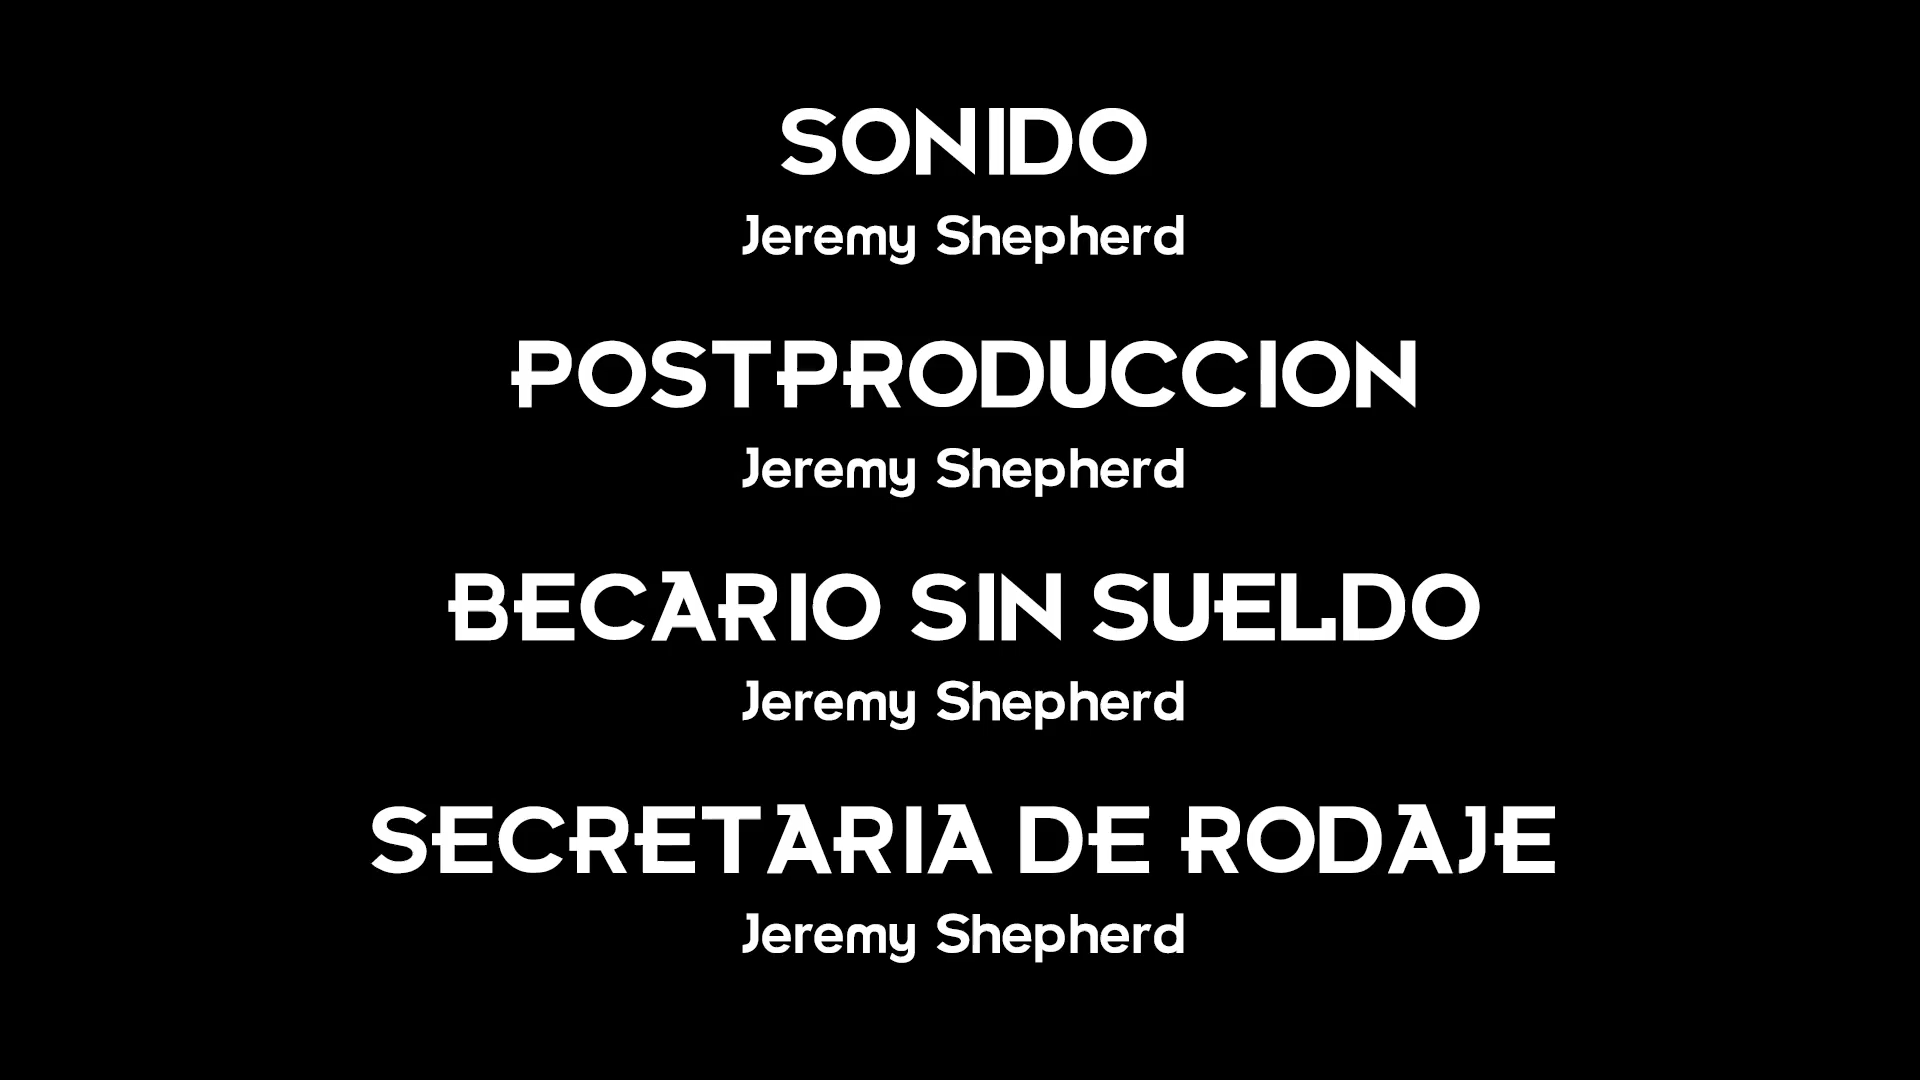 SONIDO
Jeremy Shepherd
POSTPRODUCCION
Jeremy Shepherd
BECARIO SIN SUELDO
Jeremy Shepherd
SECRETARIA DE RODAJE
Jeremy Shepherd